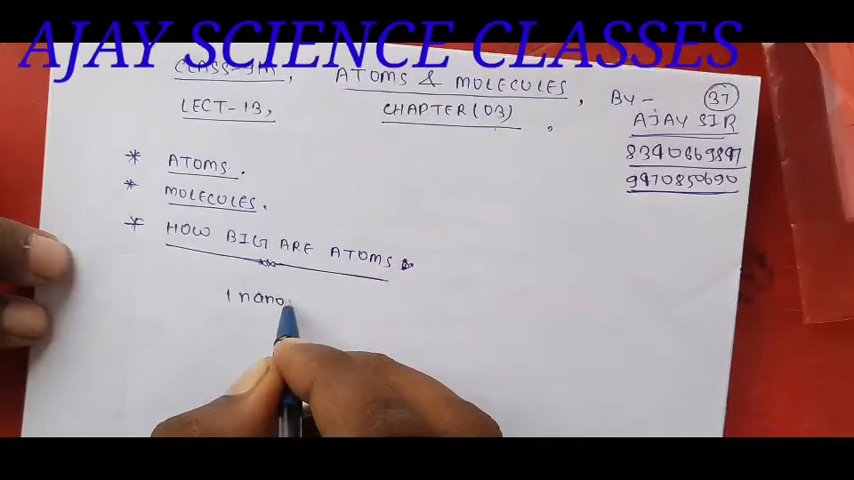 AJAY SCIENCE CLASSES
CLASS-9th, ATOMS & MOLECULES, BY- 37
LECT-13, CHAPTER(03), AJAY SIR
8340669897
9470850690
* ATOMS.
* MOLECULES.
* HOW BIG ARE ATOMS
1 nano